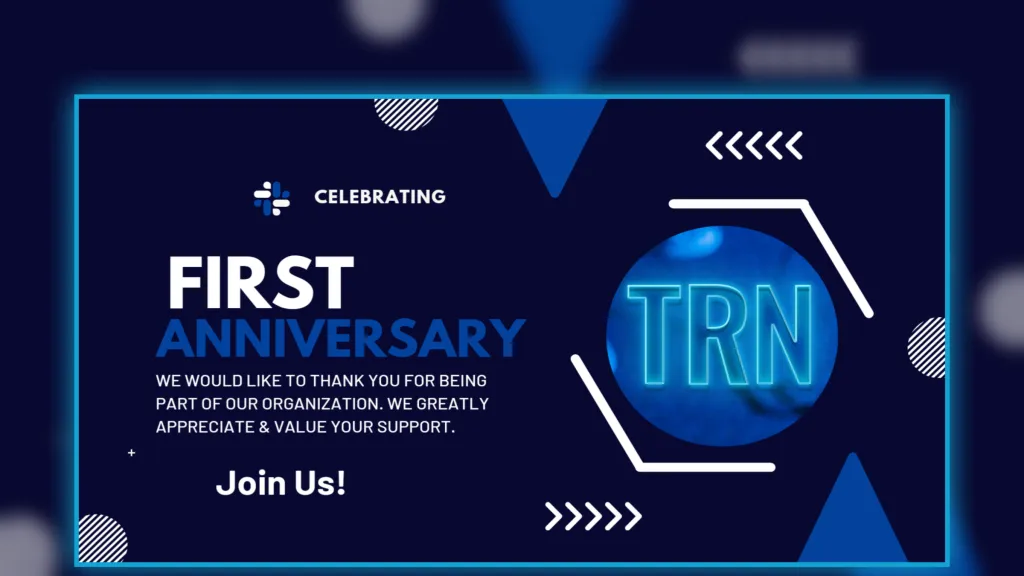 CELEBRATING
FIRST
ANNIVERSARY
WE WOULD LIKE TO THANK YOU FOR BEING
PART OF OUR ORGANIZATION. WE GREATLY
APPRECIATE & VALUE YOUR SUPPORT.
Join Us!
TRN